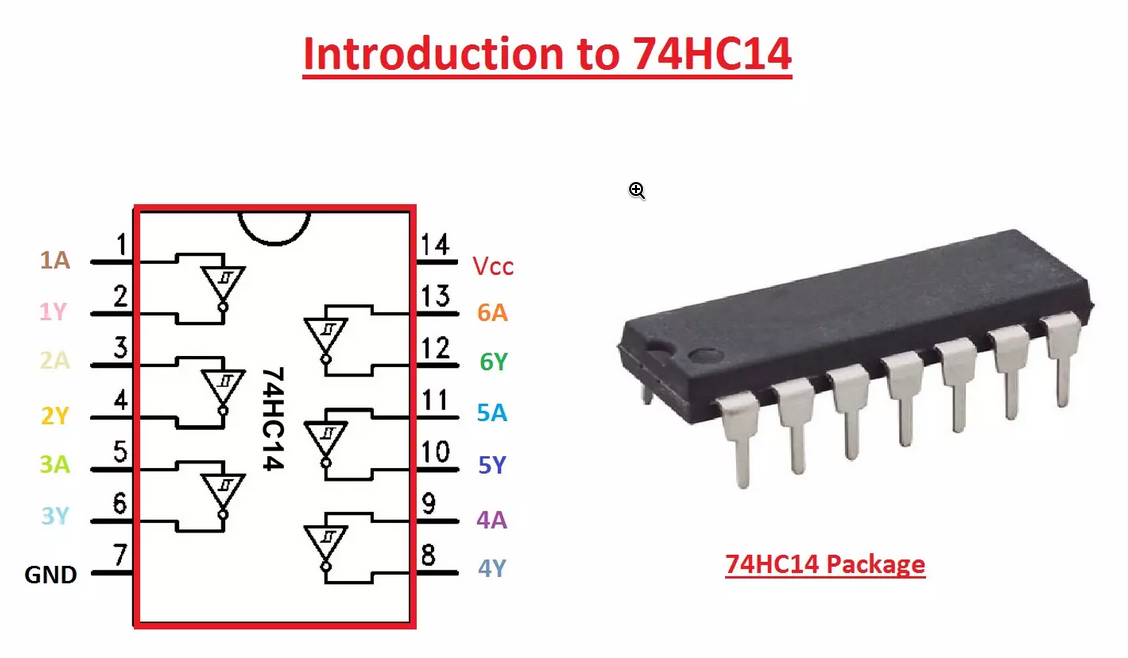 Introduction to 74HC14
1A 1 14 Vcc
1Y 2 13 6A
2A 3 12 6Y
2Y 4 11 5A
3A 5 10 5Y
3Y 6 9 4A
GND 7 8 4Y
74HC14
74HC14 Package